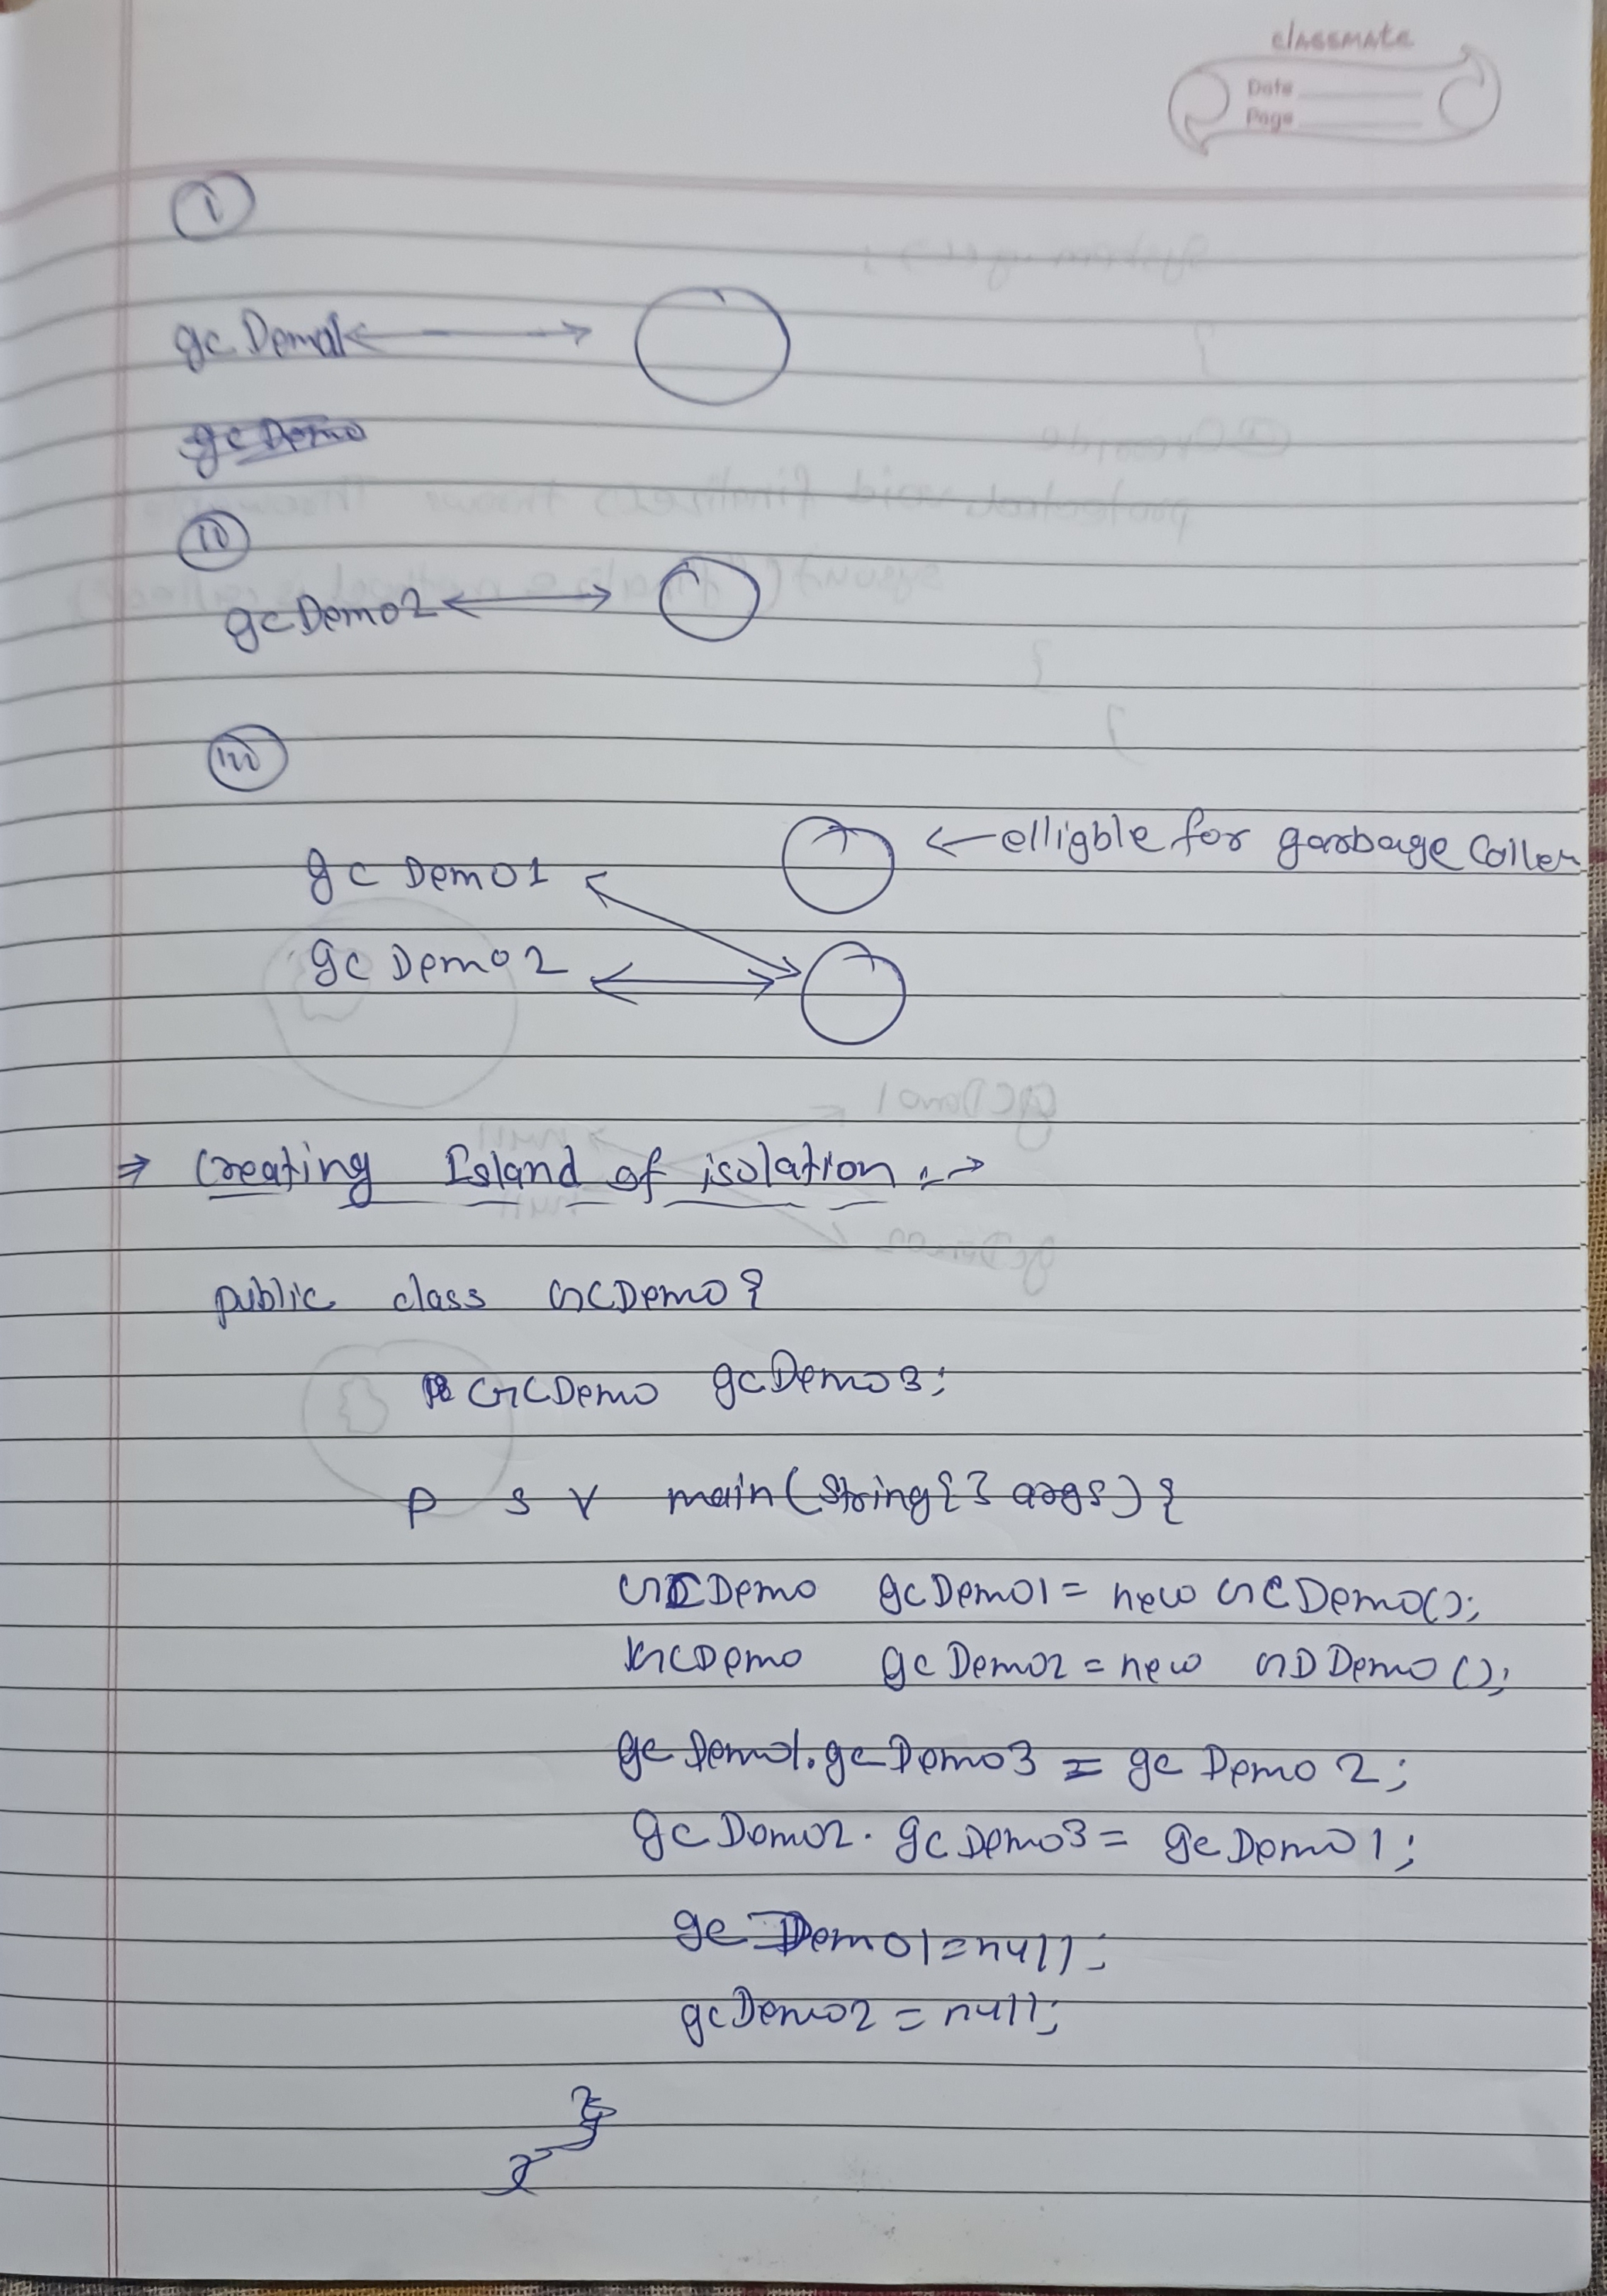 classmate
Date
Page
i
gc Demo1
gc Demo
ii
gcDemo2
iii
gc Demo1
←elligble for garbage Coller
gc Demo2
⇒ Creating Island of isolation :->
public class GCDemo {
GCDemo gcDemo3;
p s v main(String{} args) {
GCDemo gcDemo1 = new GCDemo();
GCDemo gcDemo2 = new GDDemo();
gcDemo1.gcDemo3 = gcDemo2;
gcDemo2.gcDemo3 = gcDemo1;
gcDemo1=null;
gcDemo2 = null;
}
}